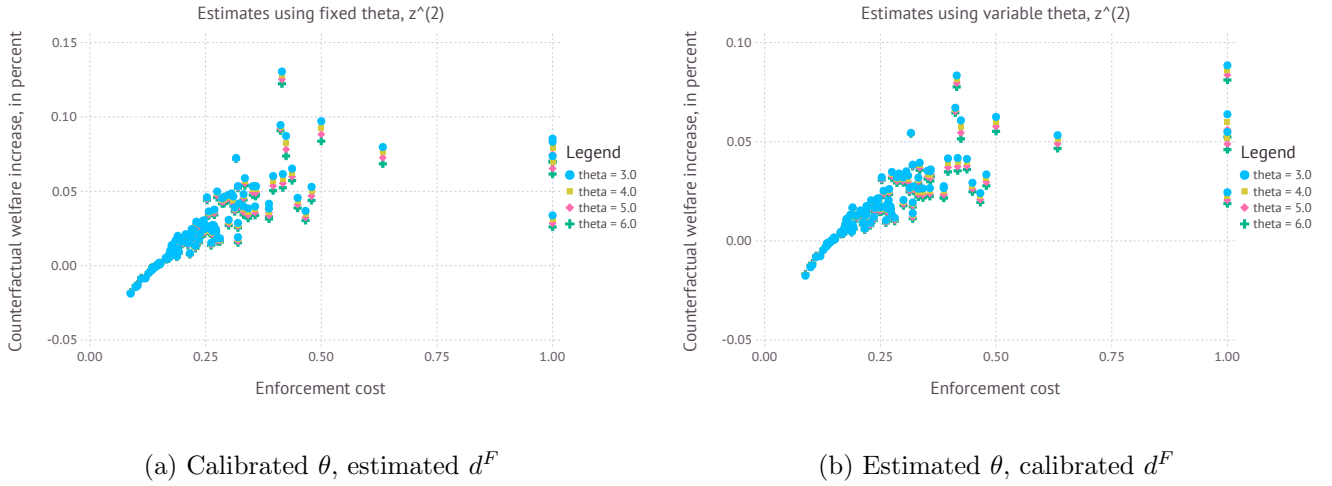 Estimates using fixed theta, z^(2)
Counterfactual welfare increase, in percent
0.15
0.10
0.05
0.00
-0.05
0.00 0.25 0.50 0.75 1.00
Enforcement cost
Legend
theta = 3.0
theta = 4.0
theta = 5.0
theta = 6.0
(a) Calibrated θ, estimated d^F
Estimates using variable theta, z^(2)
Counterfactual welfare increase, in percent
0.10
0.05
0.00
-0.05
0.00 0.25 0.50 0.75 1.00
Enforcement cost
Legend
theta = 3.0
theta = 4.0
theta = 5.0
theta = 6.0
(b) Estimated θ, calibrated d^F